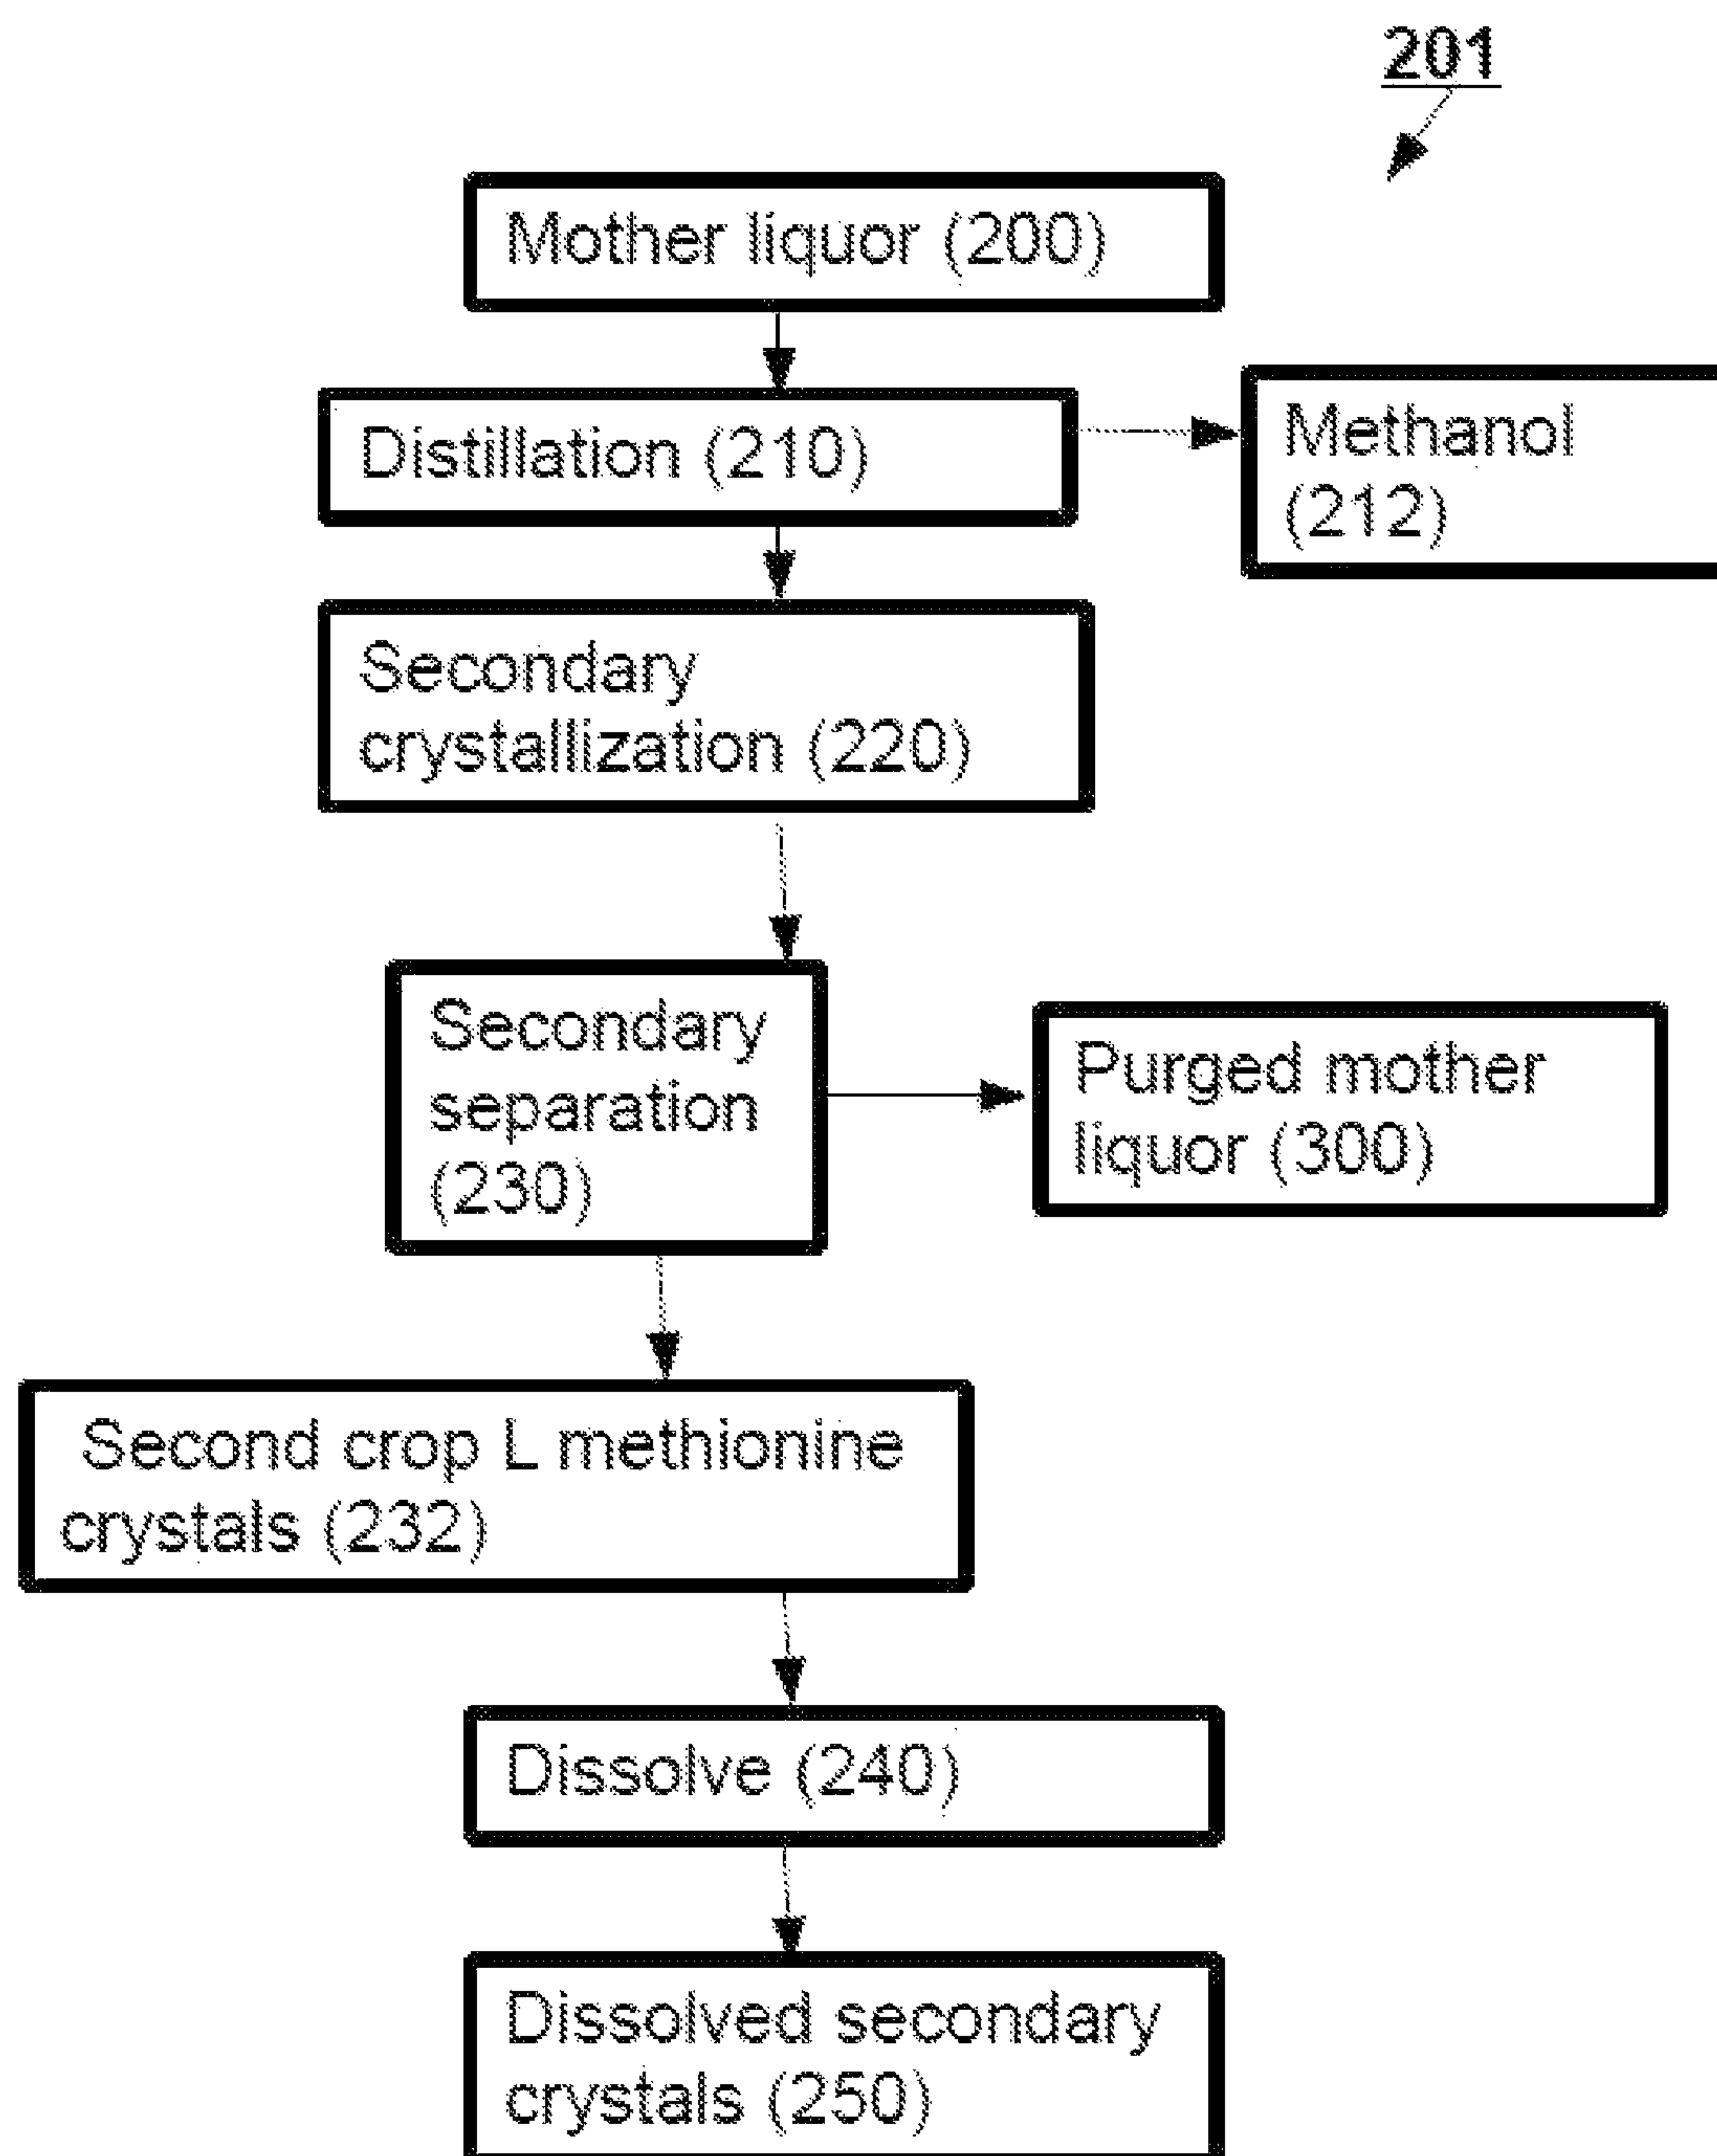 201
Mother liquor (200)
Distillation (210)
Methanol
(212)
Secondary
crystallization (220)
Secondary
separation
(230)
Purged mother
liquor (300)
Second crop L methionine
crystals (232)
Dissolve (240)
Dissolved secondary
crystals (250)